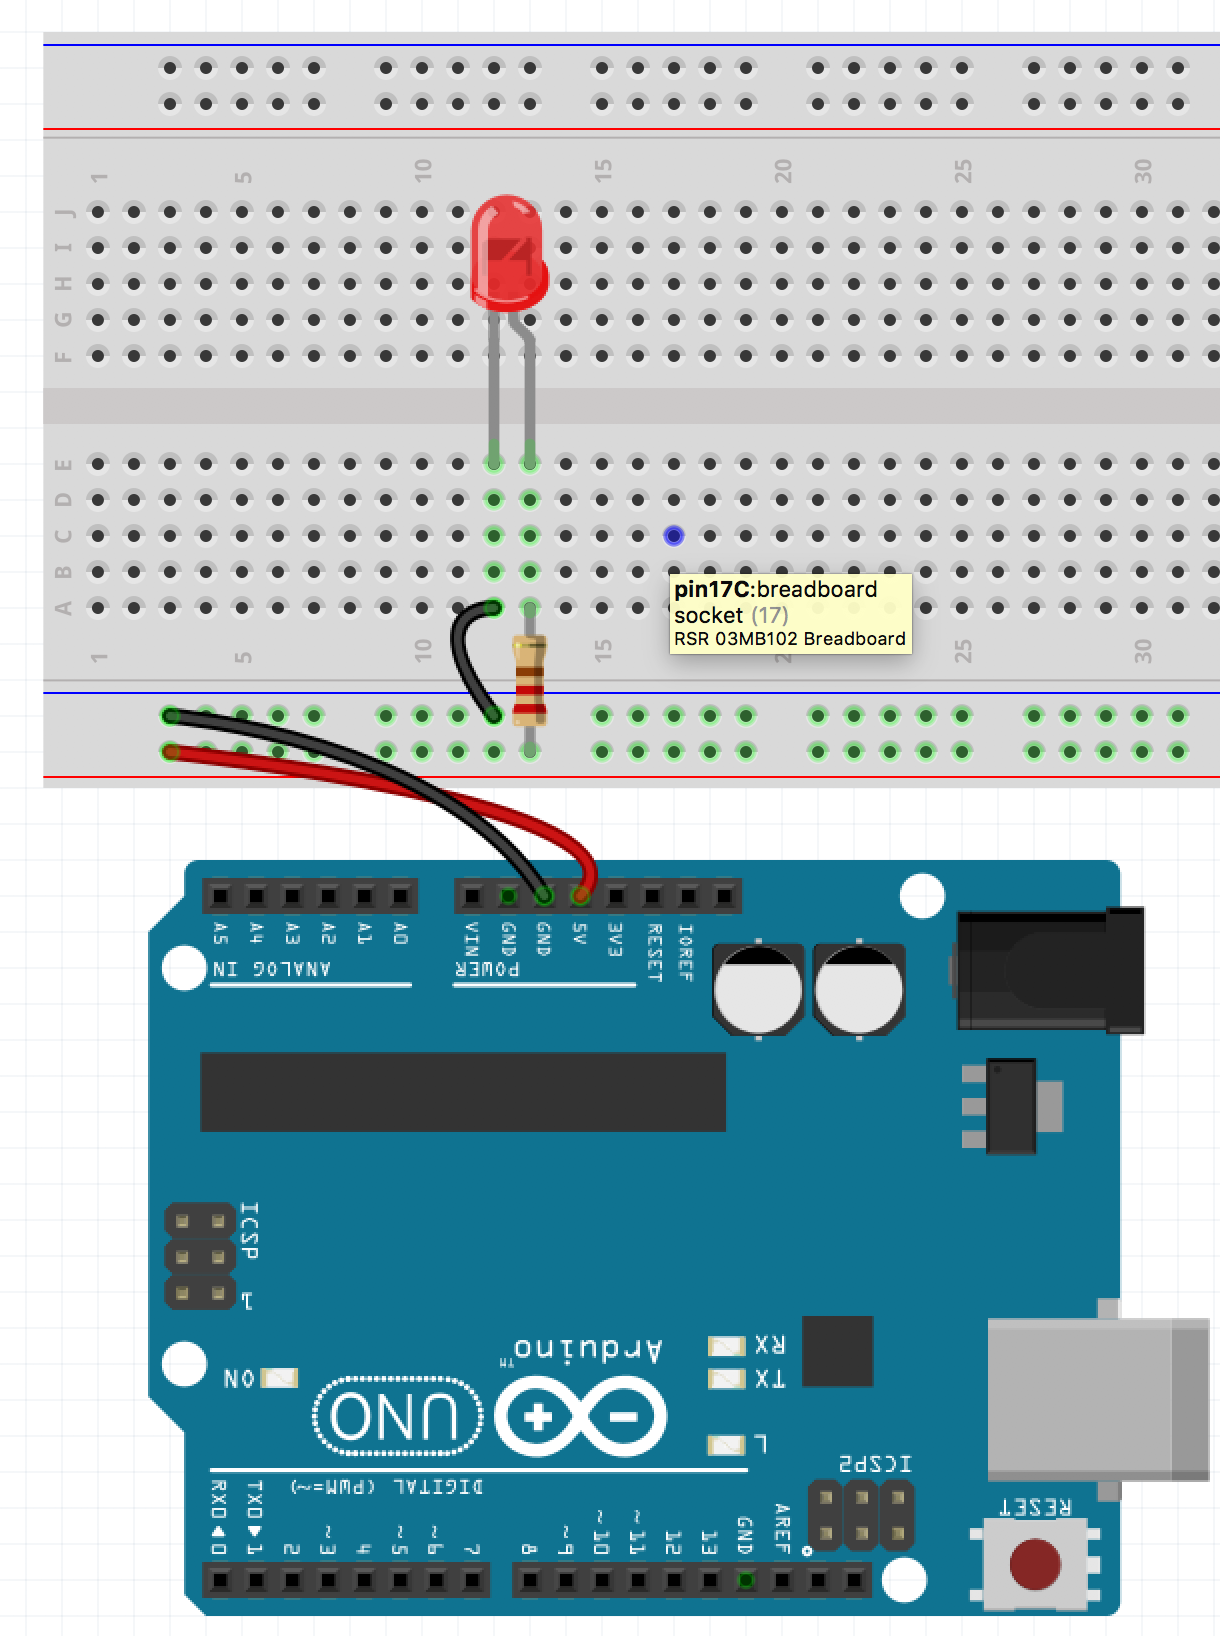 1 5 10 15 20 25 30
J
I
H
G
F
E
D
C
B
A
pin17C:breadboard
socket (17)
RSR 03MB102 Breadboard
1 5 10 15 25 30
A5 A4 A3 A2 A1 A0
VIN GND GND 5V 3V3 RESET IOREF
ANALOG IN
POWER
ICSP
1
Arduino
TM
RX
TX
ON
UNO
L
ICSP2
DIGITAL (PWM=~)
RESET
RX0◄0 TX0►1 2 ~3 4 ~5 ~6 7 8 ~9 ~10 ~11 12 13 GND AREF